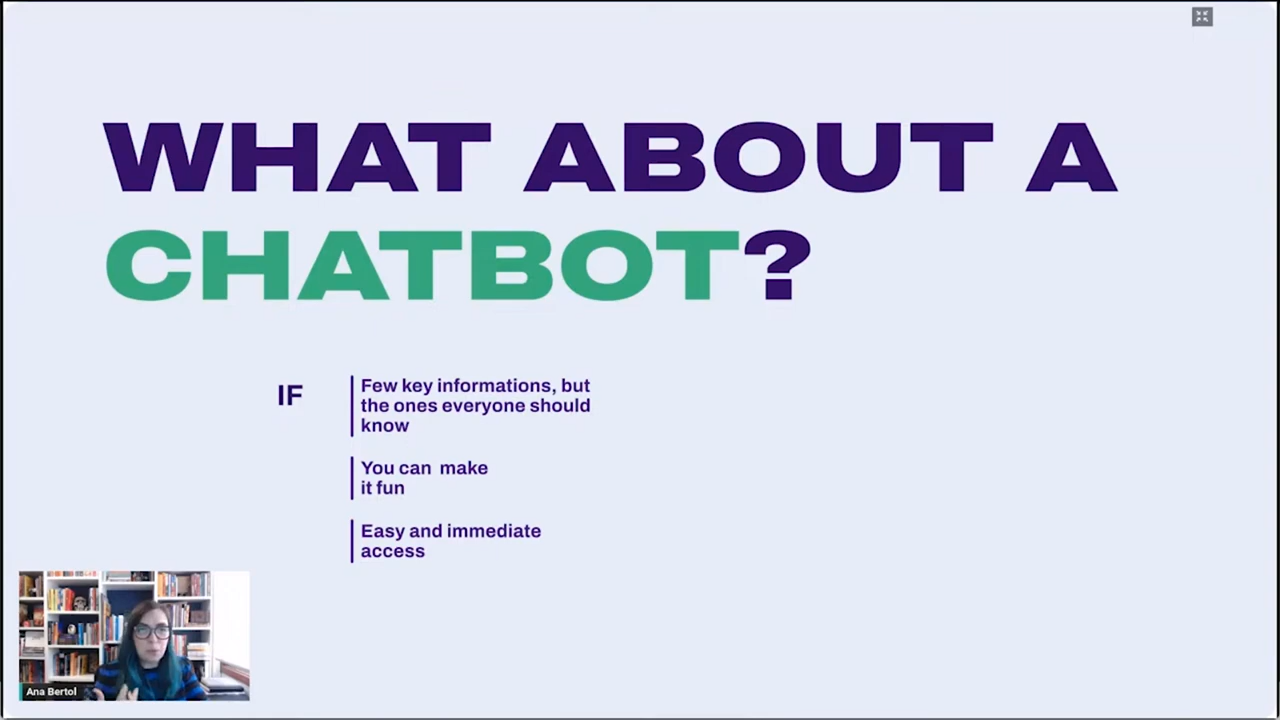 WHAT ABOUT A
CHATBOT?
IF
Few key informations, but
the ones everyone should
know
You can make
it fun
Easy and immediate
access
Ana Bertol